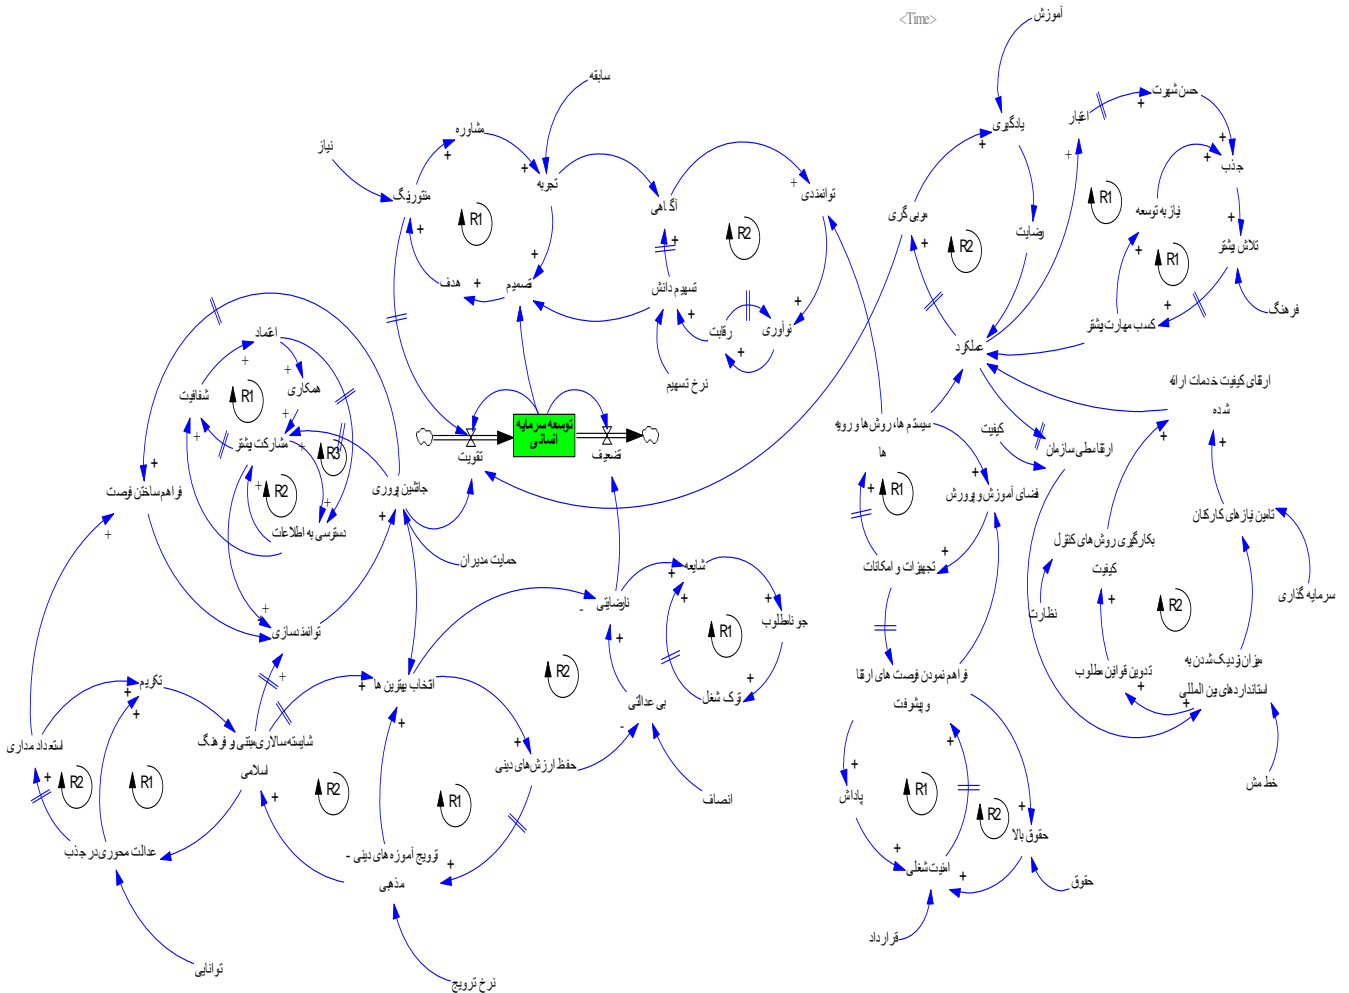 <Time>
آموزش
سابقه
حسن شهرت
اعتبار
یادگیری
مشاوره
نیاز
جذب
تجربه
منتورینگ
توانمندی
آگاهی
مربی گری
نیاز به توسعه
رضایت
R1
R2
R1
R2
R1
تلاش بیشتر
هدف
تصمیم
تسهیم دانش
فرهنگ
نوآوری
رقابت
کسب مهارت بیشتر
اعتماد
عملکرد
همکاری
شفافیت
R1
نرخ تسهیم
ارتقای کیفیت خدمات ارائه
شده
توسعه سرمایه
انسانی
سیستم ها، روش ها و رویه
ها
کیفیت
مشارکت بیشتر
تقویت
تضعیف
ارتقا سطی سازمان
R3
R2
R1
فراهم ساختن فرصت
جانشین پروری
فضای آموزش و پرورش
تامین نیازهای کارکنان
دسترسی به اطلاعات
بکارگیری روش های کنترل
کیفیت
حمایت مدیران
شایعه
تجهیزات و امکانات
سرمایه گذاری
نارضایتی
نظارت
R2
جو نامطلوب
توانمندسازی
R1
میزان نزدیک شدن به
استانداردهای بین المللی
تدوین قوانین مطلوب
تکریم
انتخاب بهترین ها
R2
فراهم نمودن فرصت های ارتقا
و پیشرفت
ترک شغل
بی عدالتی
استعداد مداری
شایسته سالاری مبتنی و فرهنگ
اسلامی
حفظ ارزش های دینی
R2
R1
R2
R1
R1
R2
خط مش
پاداش
انصاف
حقوق بالا
عدالت محوری در جذب
ترویج آموزه های دینی -
مذهبی
امنیت شغلی
حقوق
قرارداد
توانایی
نرخ ترویج